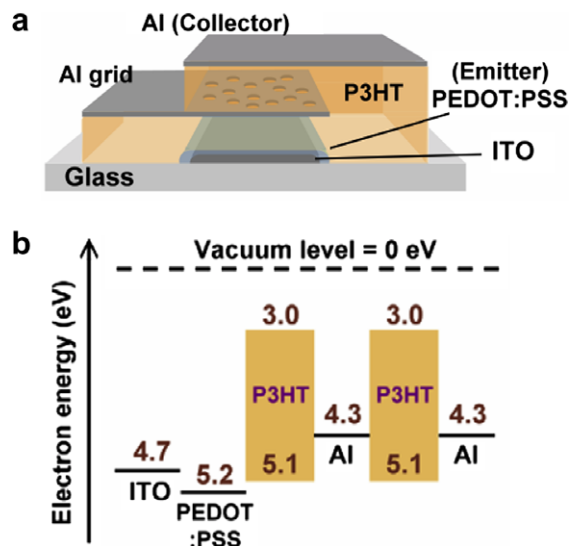 a
Al (Collector)
Al grid
(Emitter)
P3HT
PEDOT:PSS
ITO
Glass
b
Electron energy (eV)
Vacuum level = 0 eV
3.0
3.0
P3HT
P3HT
4.3
4.3
Al
Al
4.7
5.1
5.1
ITO
5.2
PEDOT
:PSS